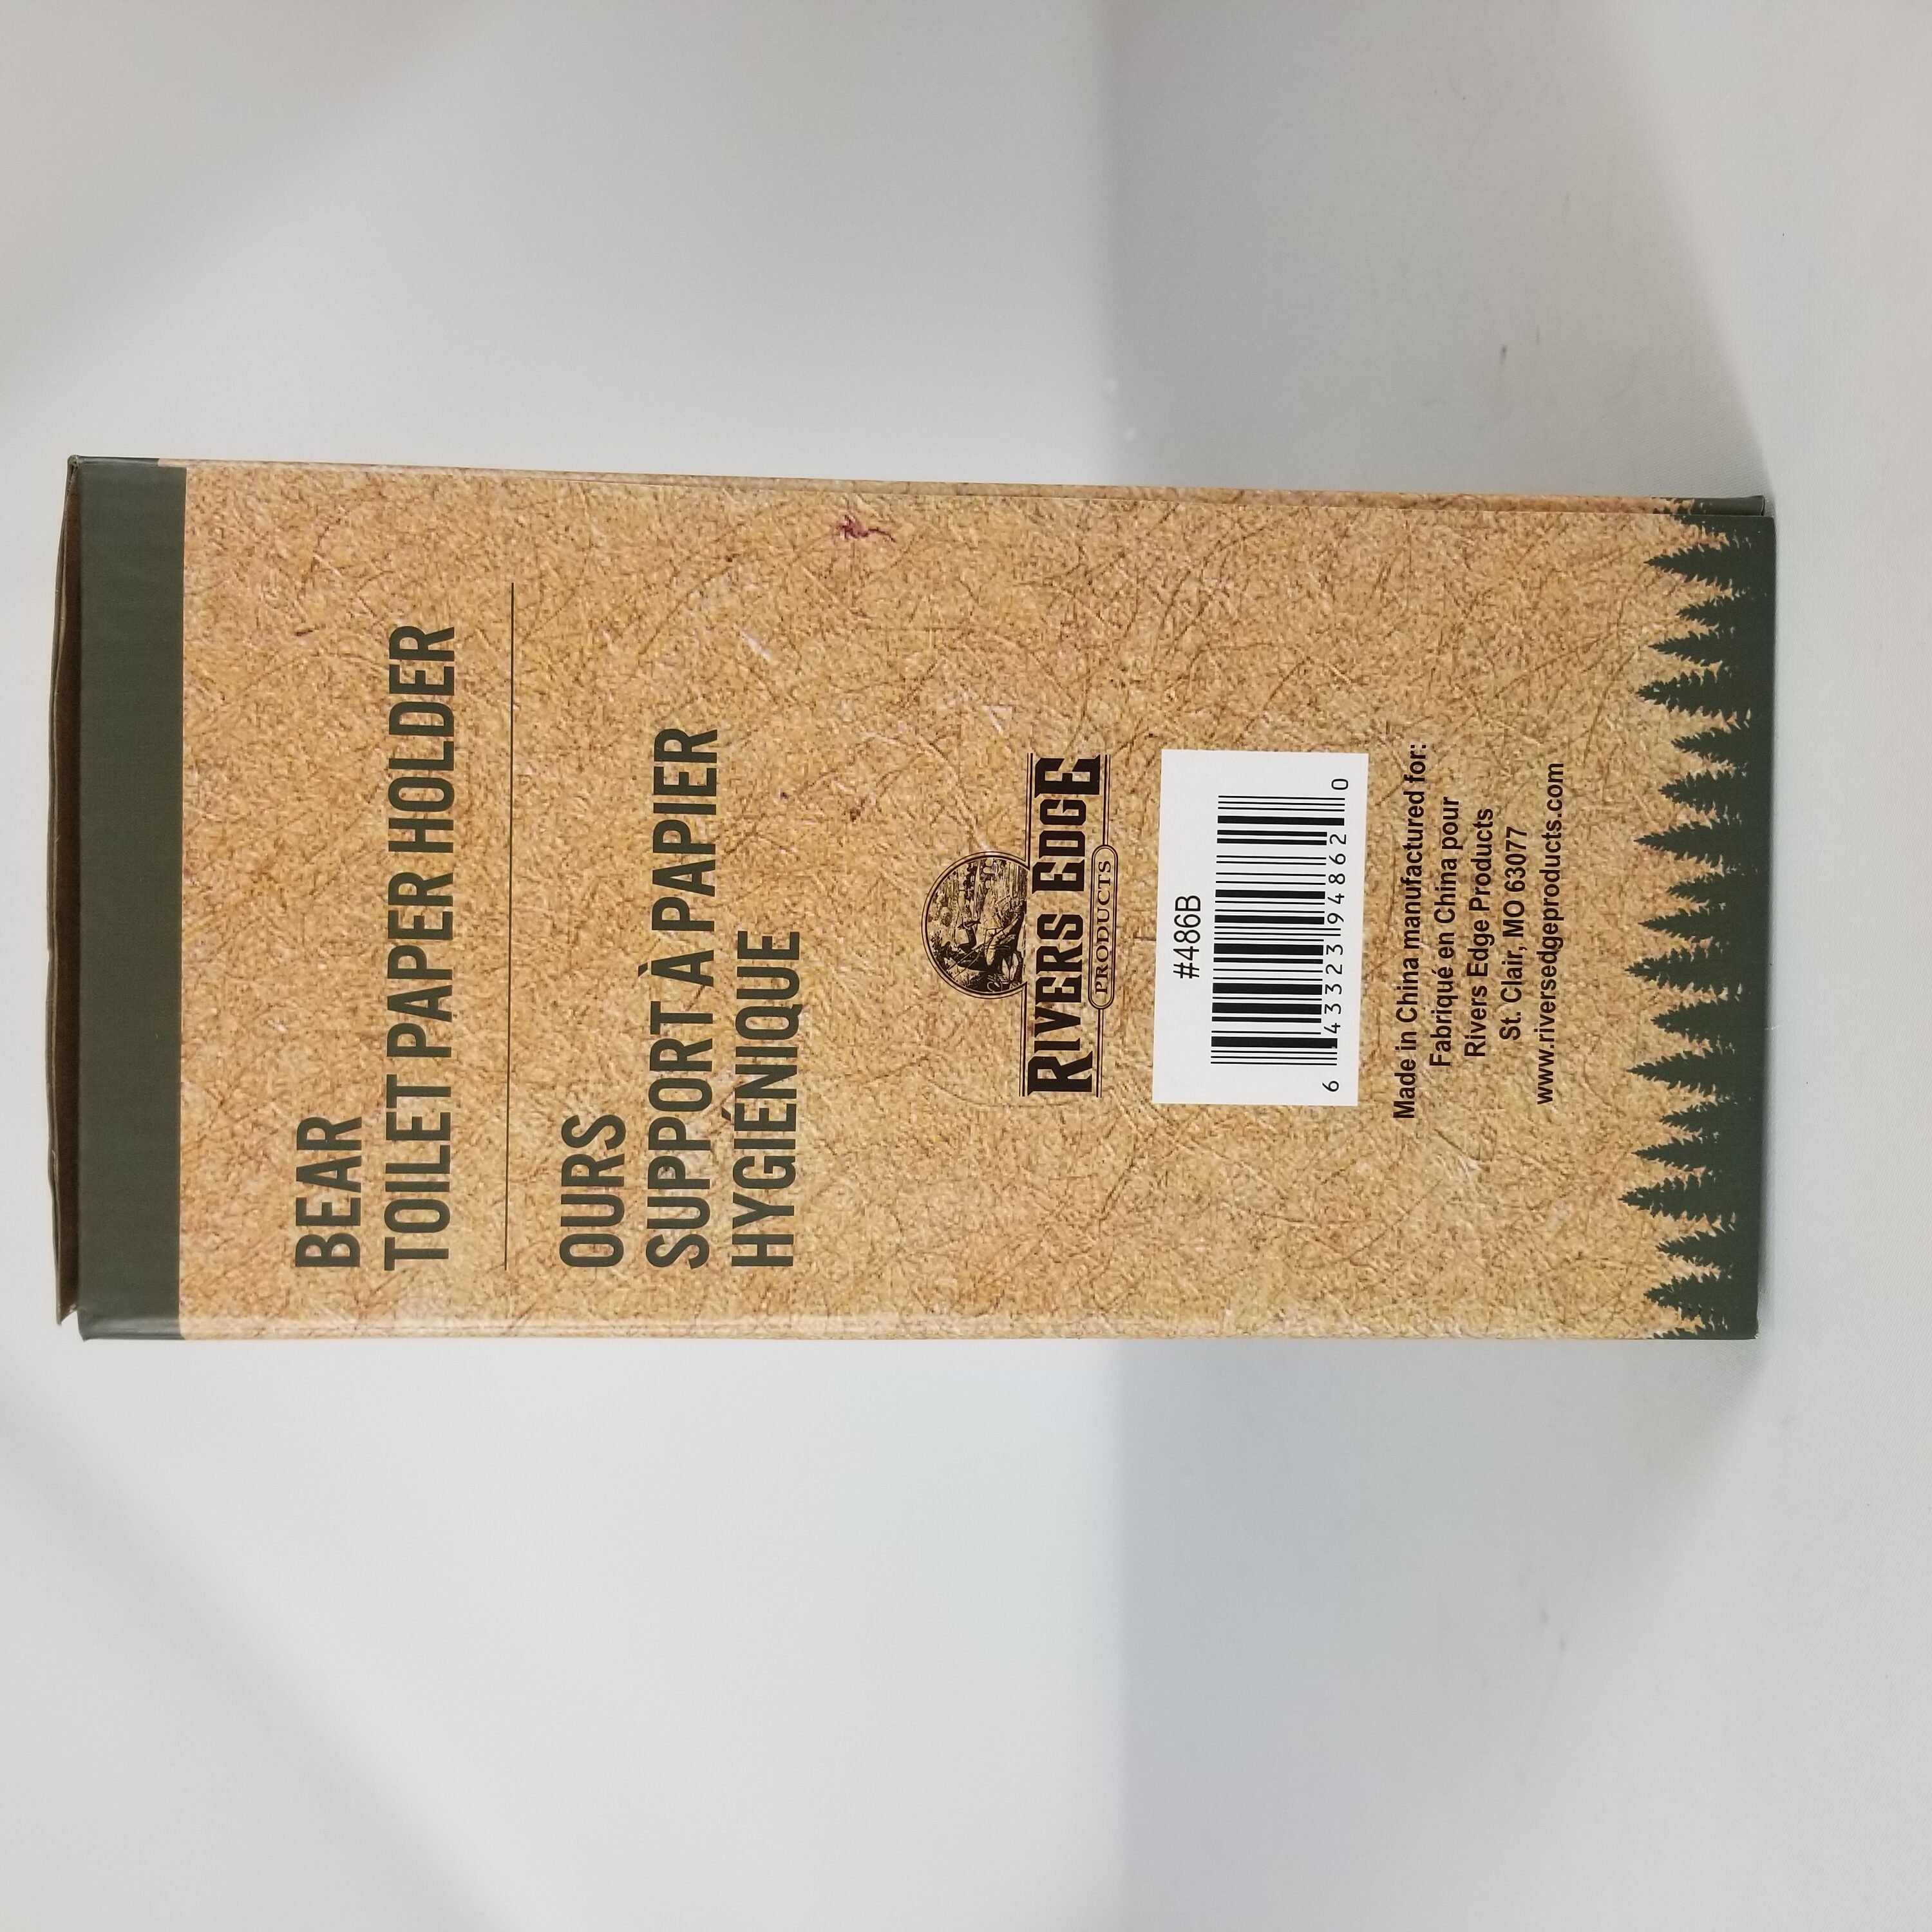 BEAR
TOILET PAPER HOLDER
OURS
SUPPORT À PAPIER
HYGIÉNIQUE
RIVERS EDGE
PRODUCTS
#486B
6 43323 94862 0
Made in China manufactured for:
Fabriqué en China pour
Rivers Edge Products
St. Clair, MO 63077
www.riversedgeproducts.com